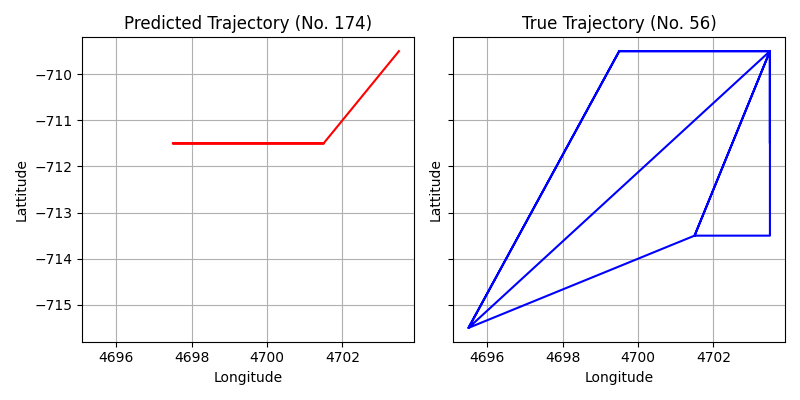 Predicted Trajectory (No. 174)
True Trajectory (No. 56)
Lattitude
−710
−711
−712
−713
−714
−715
4696
4698
4700
4702
Longitude
Lattitude
4696
4698
4700
4702
Longitude